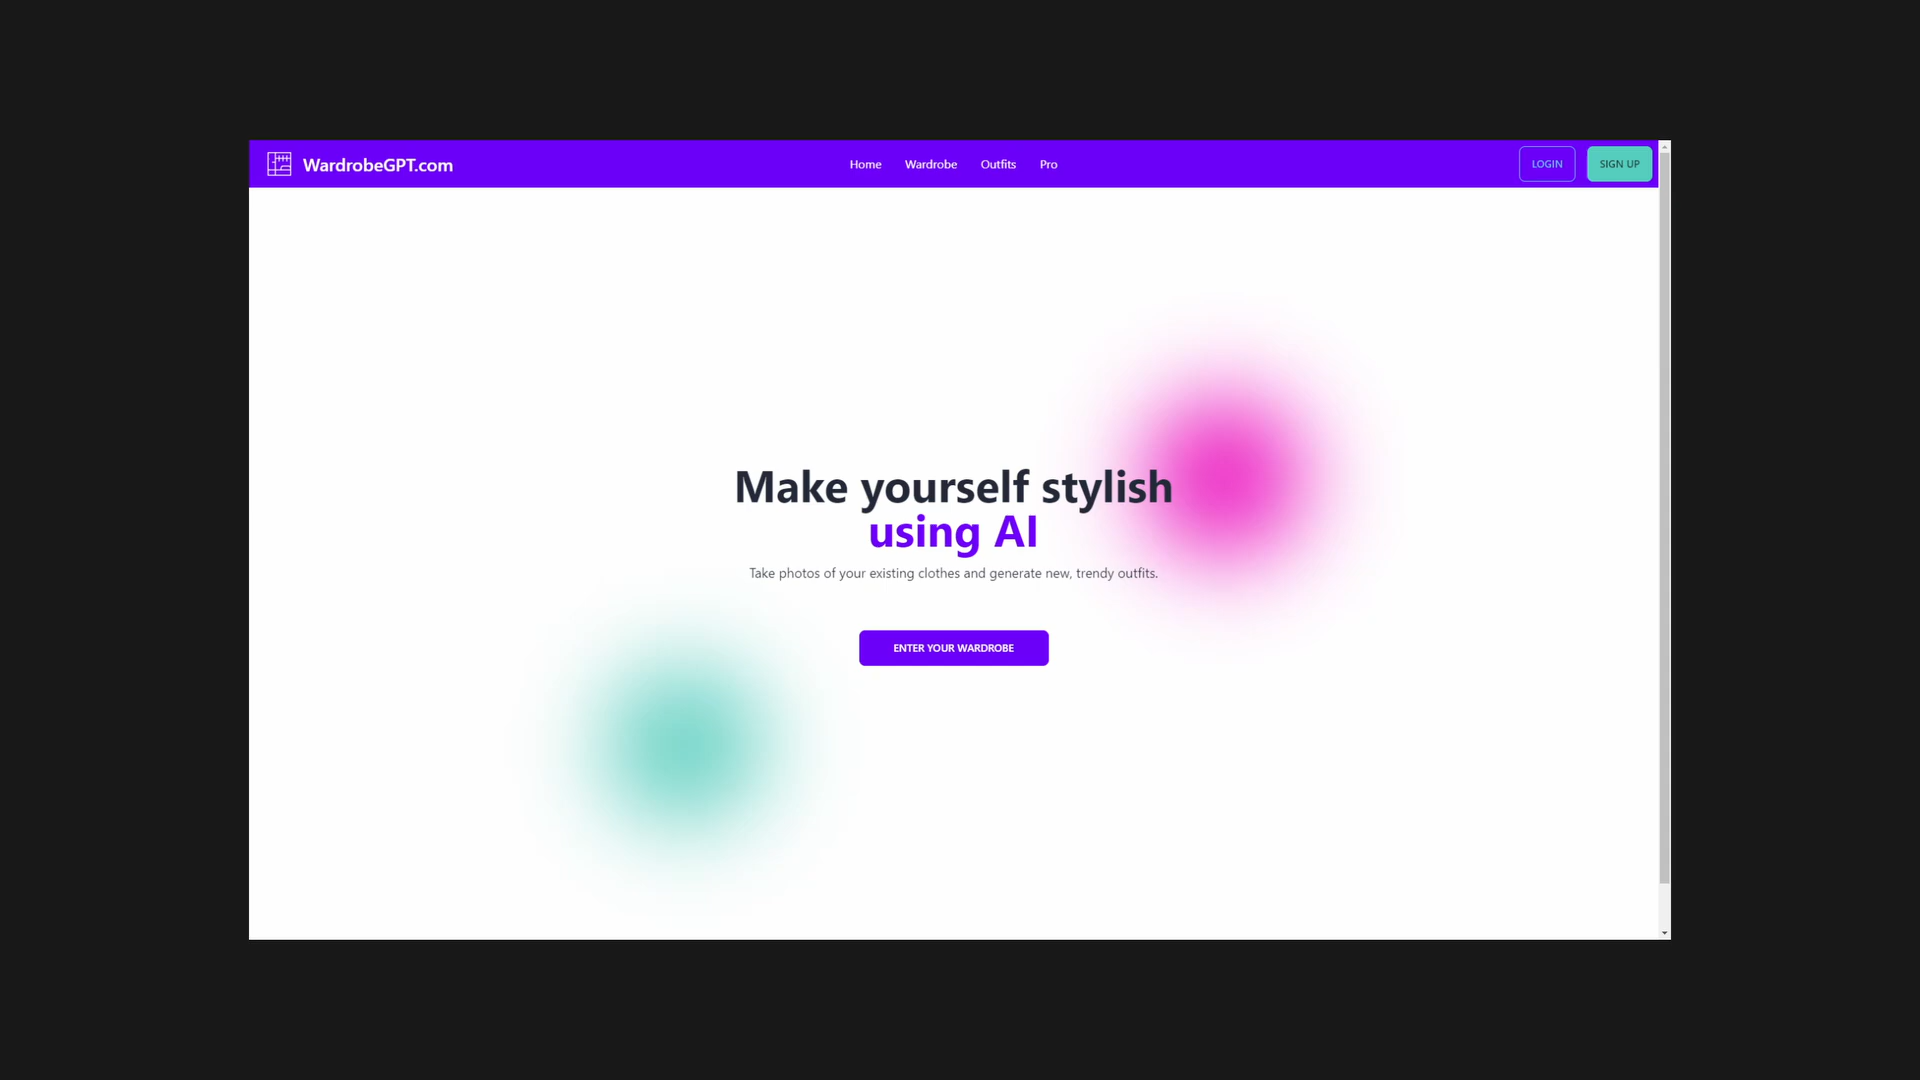 WardrobeGPT.com
Home Wardrobe Outfits Pro
LOGIN SIGN UP
Make yourself stylish
using AI
Take photos of your existing clothes and generate new, trendy outfits.
ENTER YOUR WARDROBE